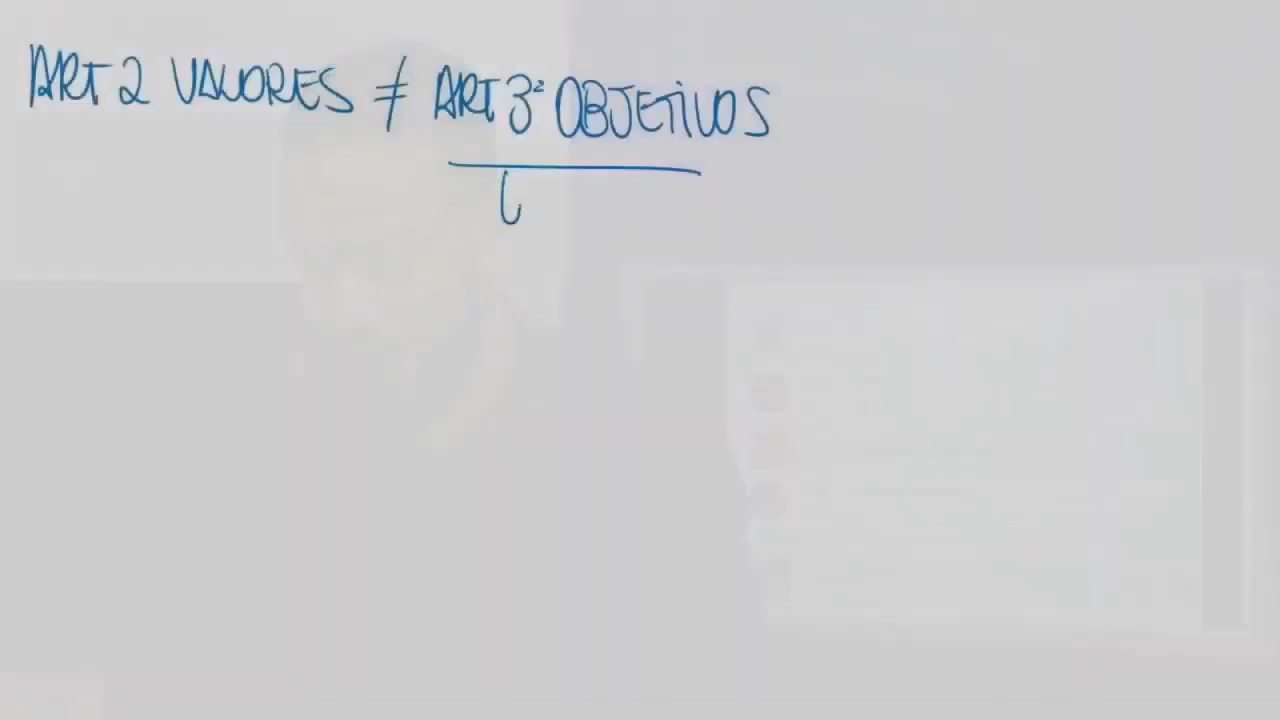 ART 2 VALORES ≠ ART 3º OBJETIVOS